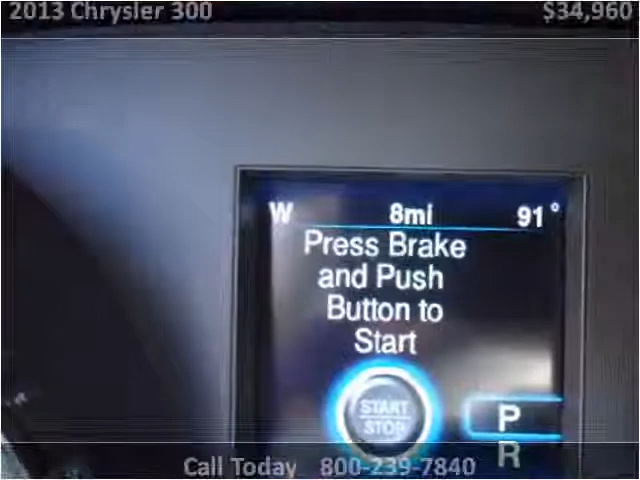 2013 Chrysler 300 $34,960
W 8mi 91°
Press Brake
and Push
Button to
Start
START
STOP
P
R
Call Today 800-239-7840